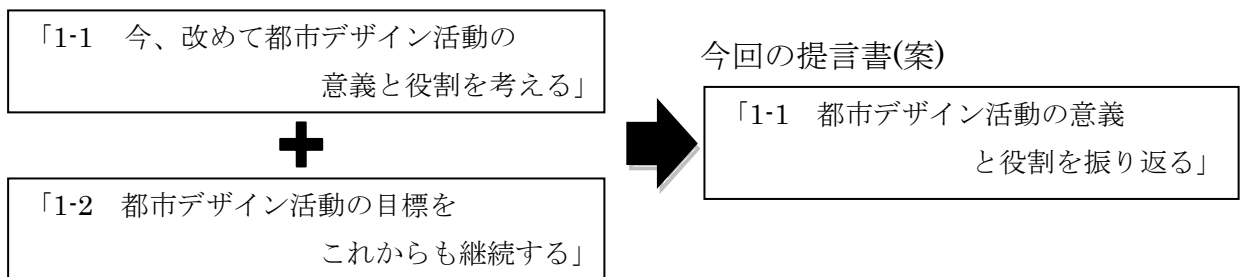 「1-1 今、改めて都市デザイン活動の
意義と役割を考える」
「1-2 都市デザイン活動の目標を
これからも継続する」
今回の提言書(案)
「1-1 都市デザイン活動の意義
と役割を振り返る」